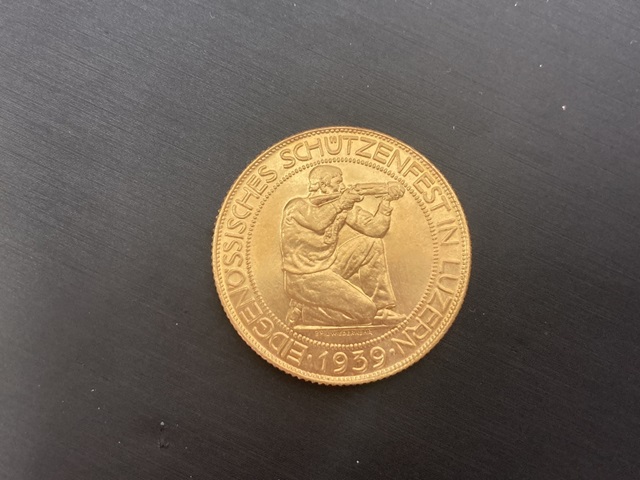 EIDGENÖSSISCHES SCHÜTZENFEST IN LUZERN
· 1939 ·